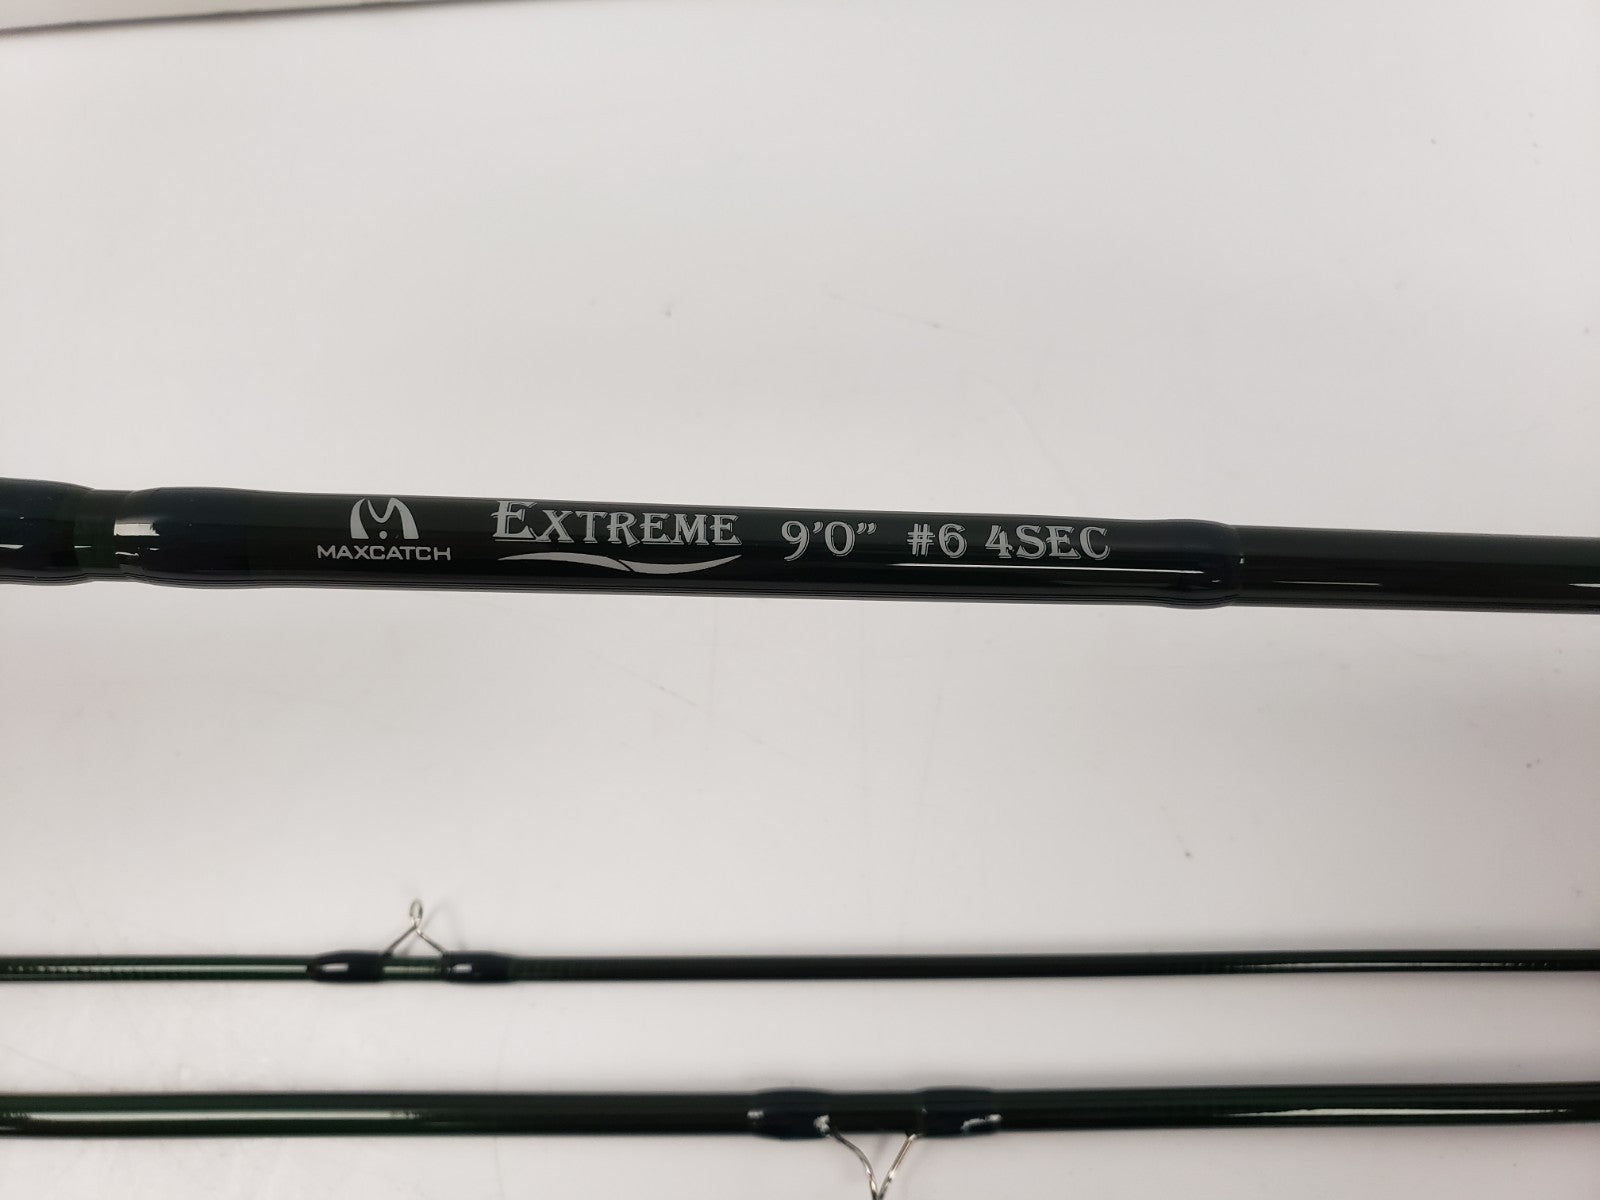 MAXCATCH EXTREME 9'0" #6 4SEC